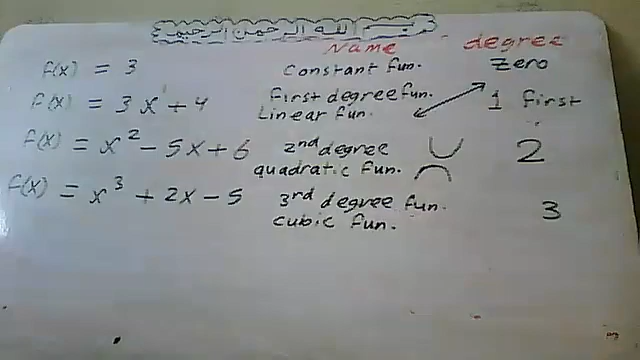 بسم الله الرحمن الرحيم
Name degree
f(x) = 3 constant fun. Zero
f(x) = 3x + 4 First degree fun. 1 first
Linear fun.
f(x) = x² - 5x + 6 2nd degree 2
quadratic fun.
f(x) = x³ + 2x - 5 3rd degree fun. 3
cubic fun.